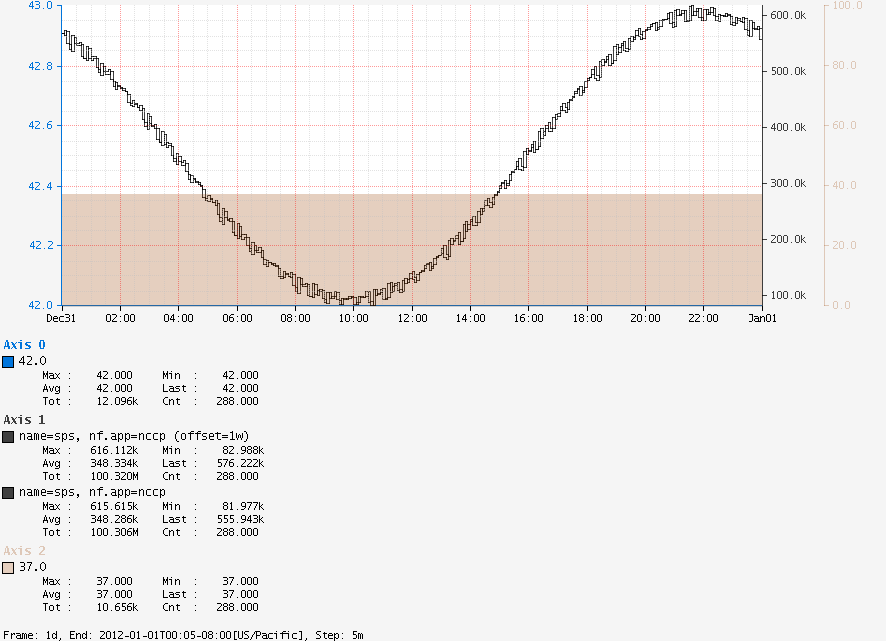 43.0 600.0k 100.0
42.8 500.0k 80.0
42.6 400.0k 60.0
42.4 300.0k 40.0
42.2 200.0k 20.0
42.0 100.0k 0.0
Dec31 02:00 04:00 06:00 08:00 10:00 12:00 14:00 16:00 18:00 20:00 22:00 Jan01
Axis 0
42.0
Max : 42.000 Min : 42.000
Avg : 42.000 Last : 42.000
Tot : 12.096k Cnt : 288.000
Axis 1
name=sps, nf.app=nccp (offset=1w)
Max : 616.112k Min : 82.988k
Avg : 348.334k Last : 576.222k
Tot : 100.320M Cnt : 288.000
name=sps, nf.app=nccp
Max : 615.615k Min : 81.977k
Avg : 348.286k Last : 555.943k
Tot : 100.306M Cnt : 288.000
Axis 2
37.0
Max : 37.000 Min : 37.000
Avg : 37.000 Last : 37.000
Tot : 10.656k Cnt : 288.000
Frame: 1d, End: 2012-01-01T00:05-08:00[US/Pacific], Step: 5m